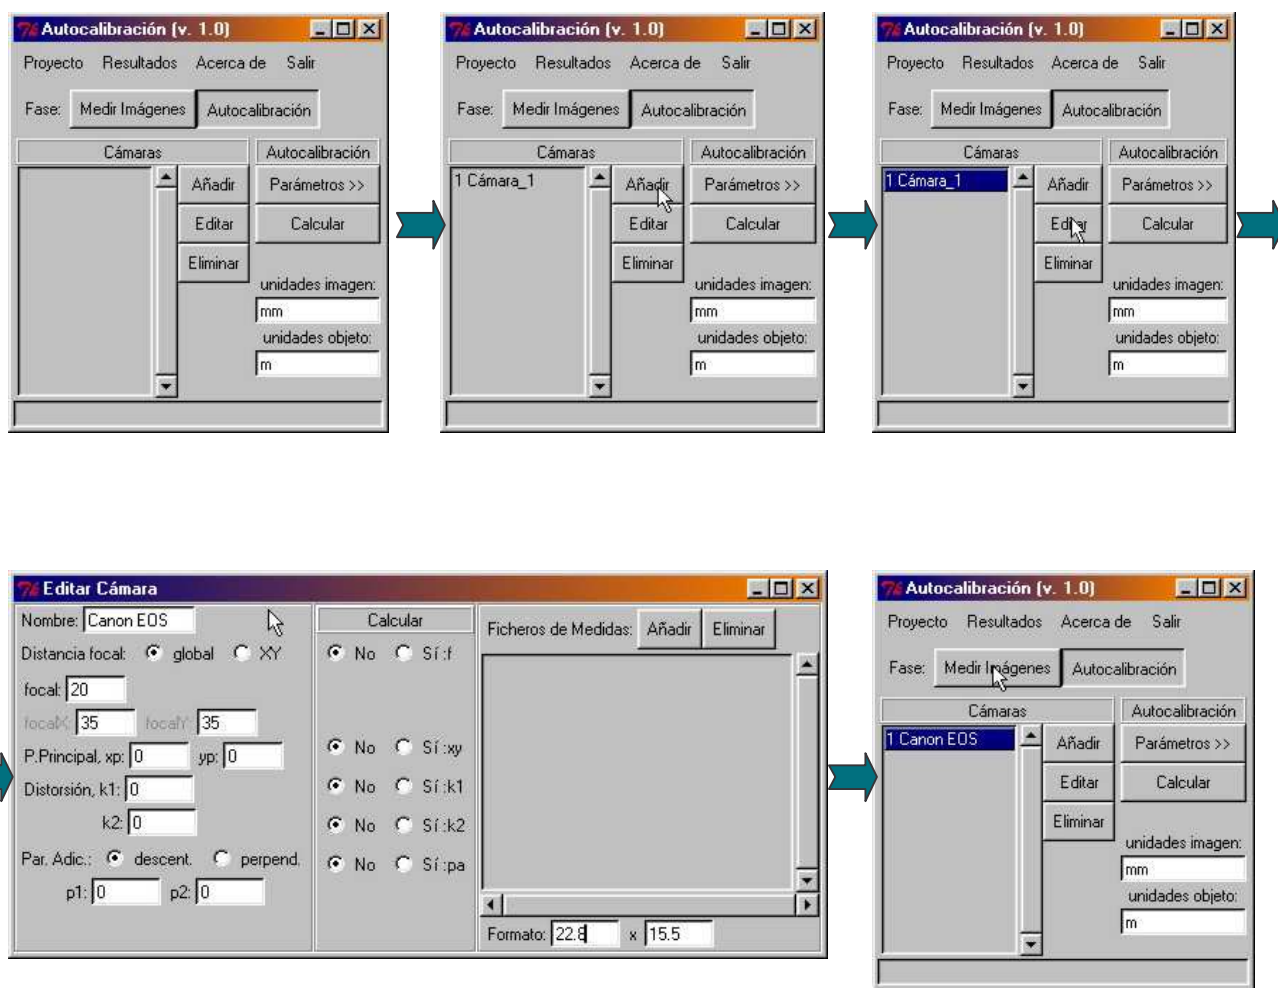 Autocalibración (v. 1.0)
Proyecto Resultados Acerca de Salir
Fase: Medir Imágenes Autocalibración
Cámaras Autocalibración
Añadir Parámetros >>
Editar Calcular
Eliminar
unidades imagen:
mm
unidades objeto:
m
Autocalibración (v. 1.0)
Proyecto Resultados Acerca de Salir
Fase: Medir Imágenes Autocalibración
Cámaras Autocalibración
1 Cámara_1 Añadir Parámetros >>
Editar Calcular
Eliminar
unidades imagen:
mm
unidades objeto:
m
Autocalibración (v. 1.0)
Proyecto Resultados Acerca de Salir
Fase: Medir Imágenes Autocalibración
Cámaras Autocalibración
1 Cámara_1 Añadir Parámetros >>
Editar Calcular
Eliminar
unidades imagen:
mm
unidades objeto:
m
Editar Cámara
Nombre: Canon EOS
Distancia focal: global XY
focal: 20
focalX: 35 focalY: 35
P.Principal, xp: 0 yp: 0
Distorsión, k1: 0
k2: 0
Par. Adic.: descent. perpend.
p1: 0 p2: 0
Calcular
No Sí :f
No Sí :xy
No Sí :k1
No Sí :k2
No Sí :pa
Ficheros de Medidas: Añadir Eliminar
Formato: 22.8 x 15.5
Autocalibración (v. 1.0)
Proyecto Resultados Acerca de Salir
Fase: Medir Imágenes Autocalibración
Cámaras Autocalibración
1 Canon EOS Añadir Parámetros >>
Editar Calcular
Eliminar
unidades imagen:
mm
unidades objeto:
m